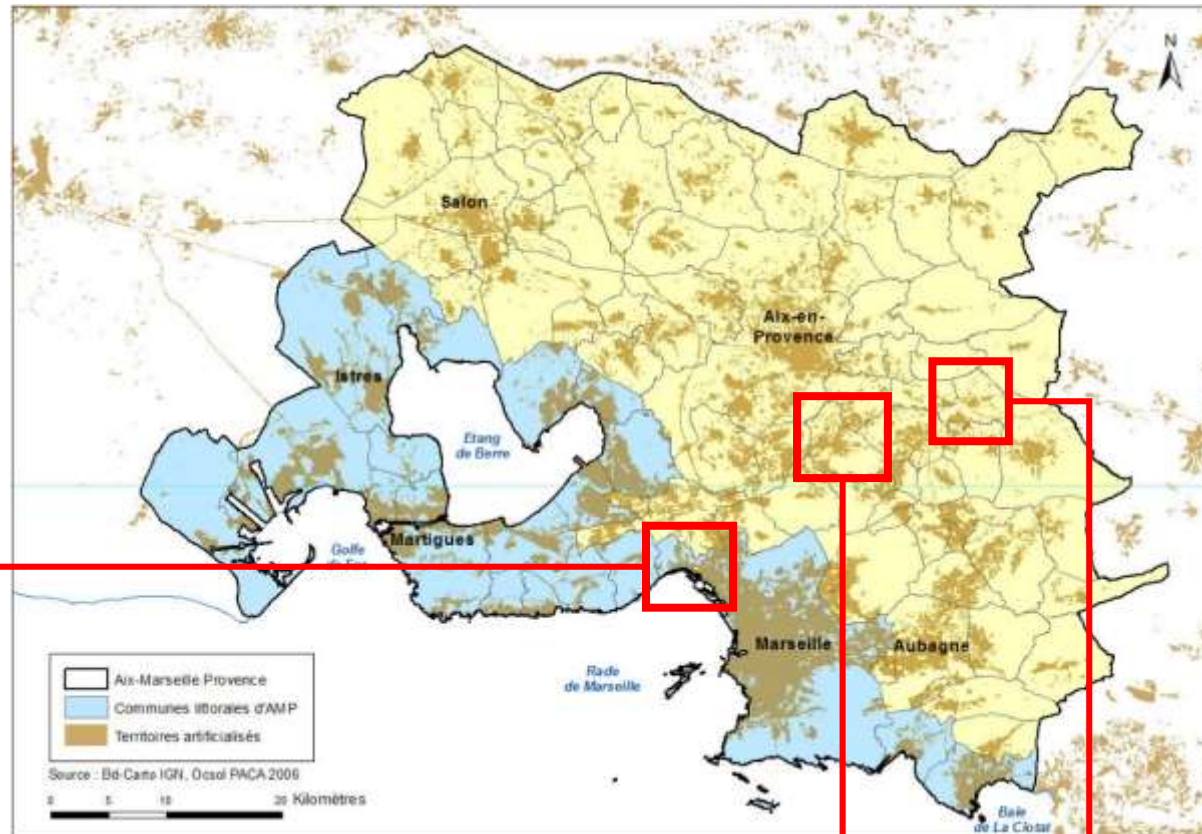 N
Salon
Aix-en-
Provence
Istres
Etang
de Berre
Martigues
Golfe
de
Marseille
Aubagne
Rade
de Marseille
Aix-Marseille Provence
Communes littorales d'AMP
Territoires artificialisés
Source : Bd-Carto IGN, Ocsol PACA 2006
0 5 10 20 Kilomètres
Baie
de La Ciotat